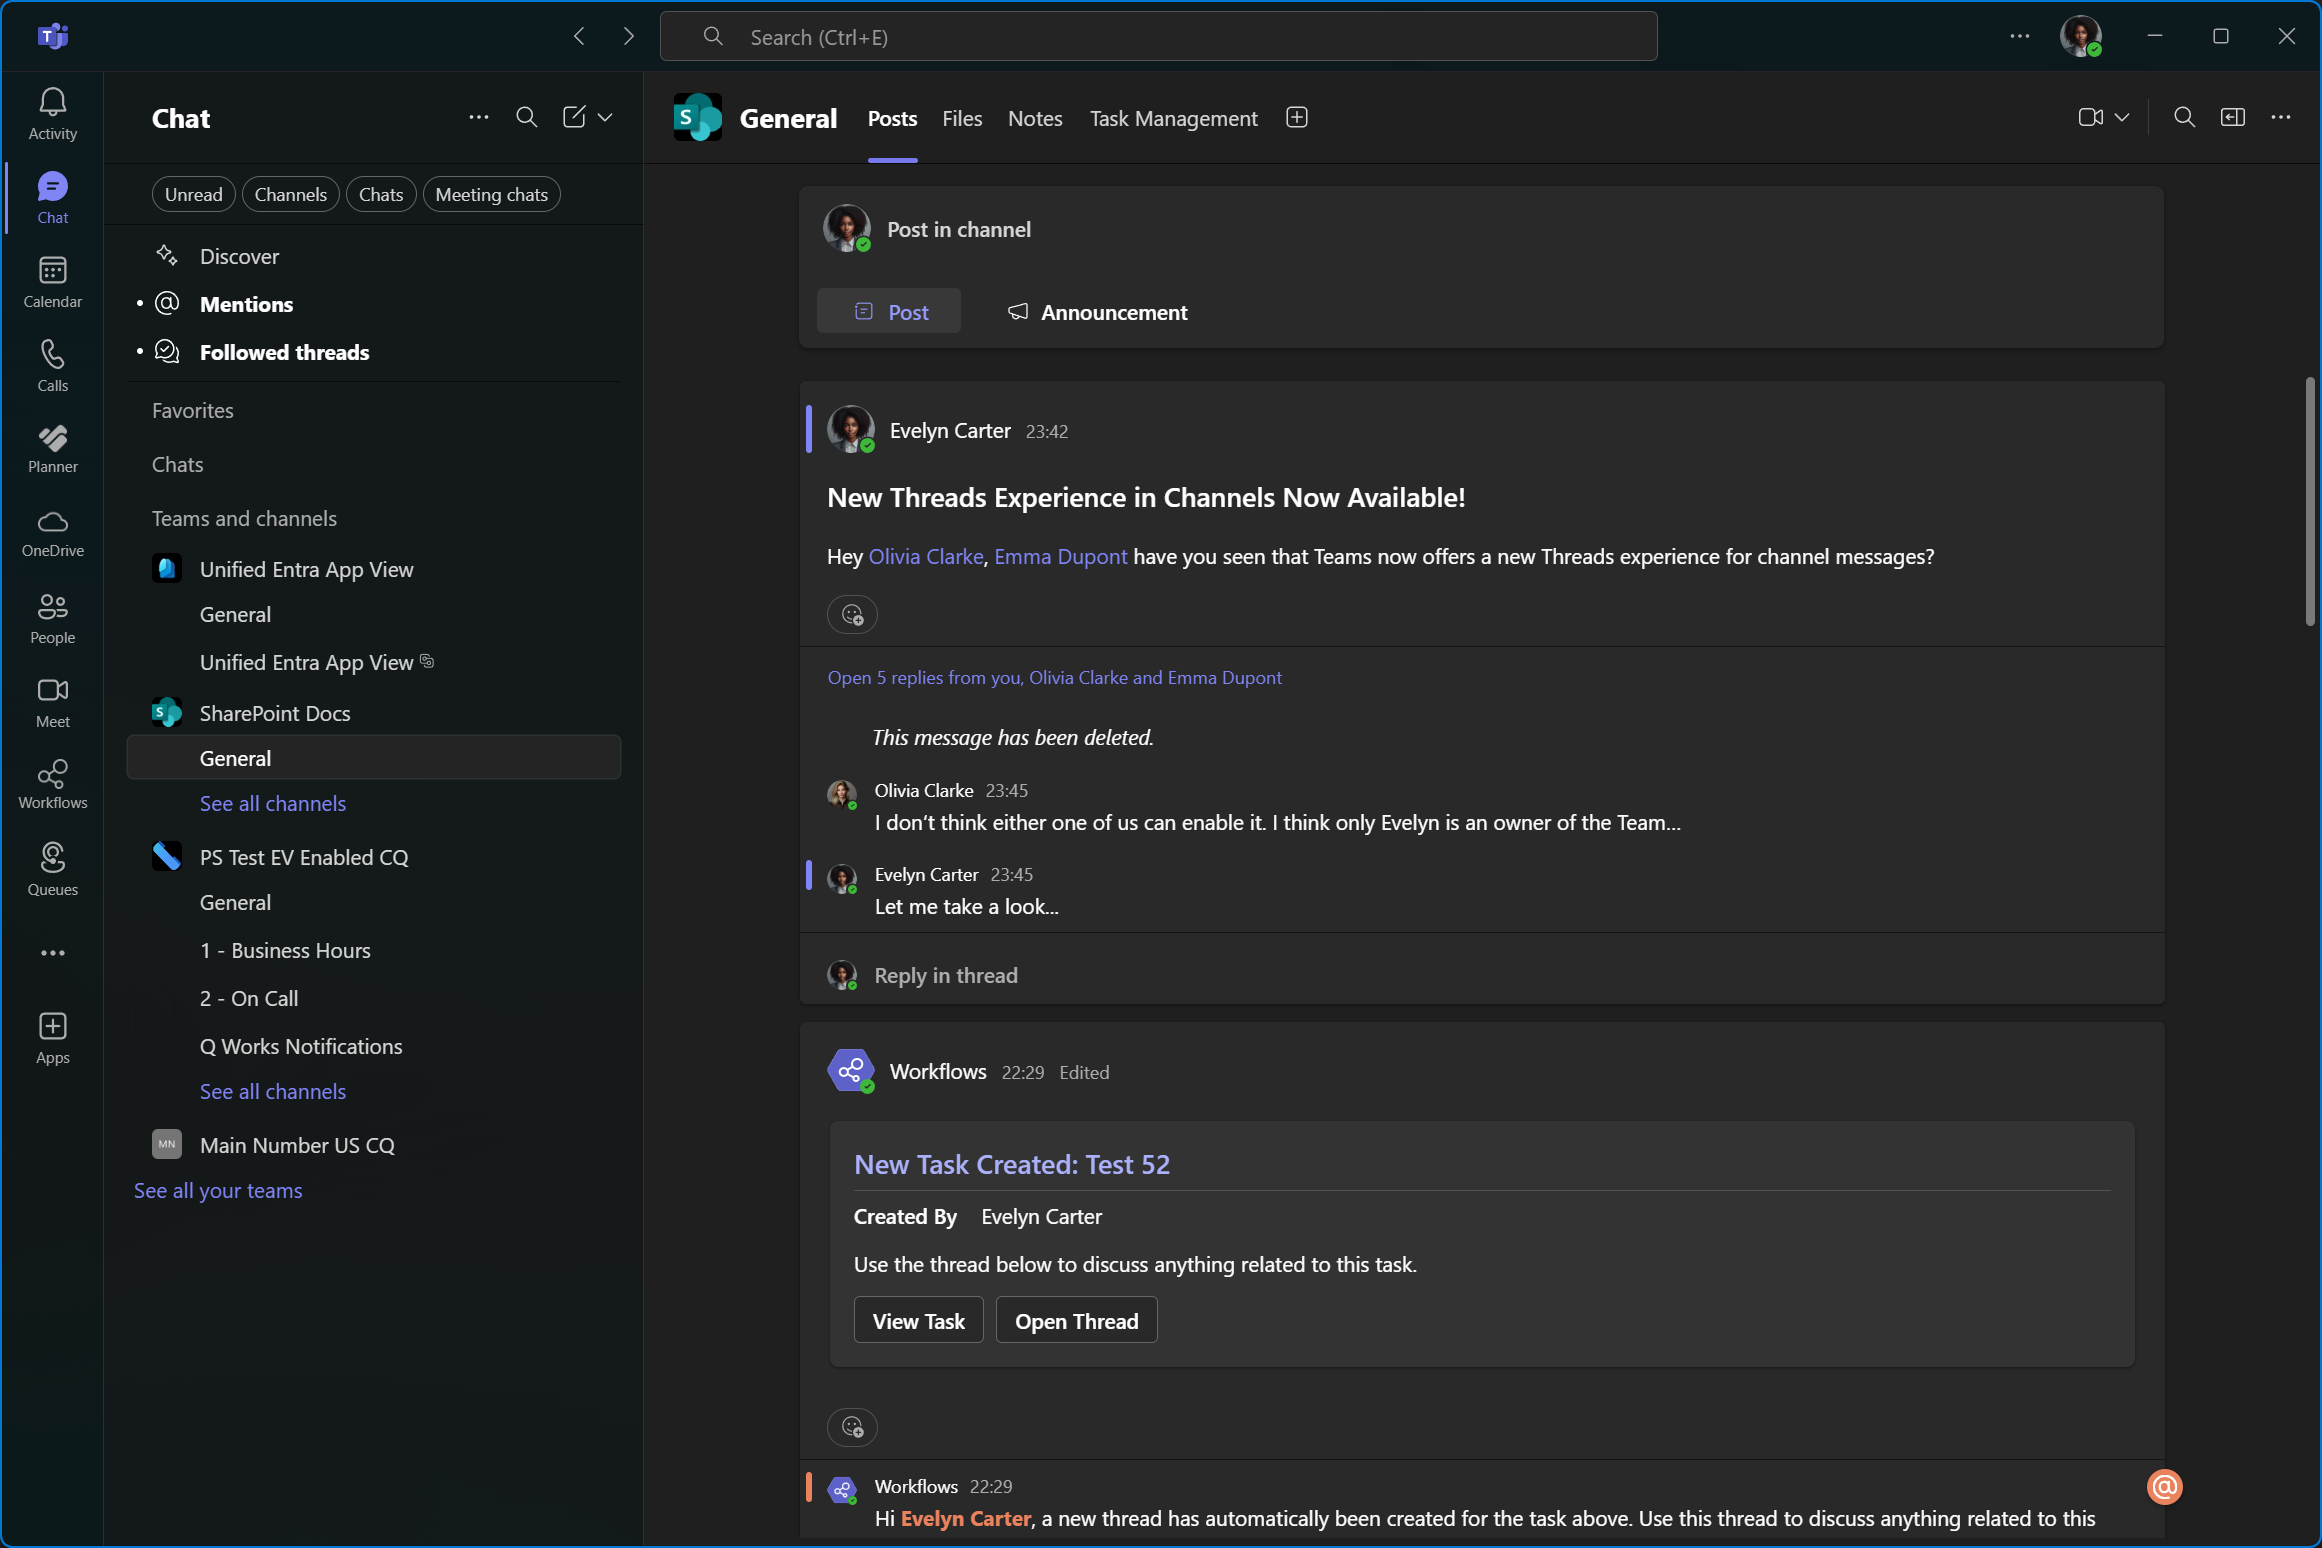 Search (Ctrl+E)
Activity
Chat
Calendar
Calls
Planner
OneDrive
People
Meet
Workflows
Queues
Apps
Chat
Unread
Channels
Chats
Meeting chats
Discover
Mentions
Followed threads
Favorites
Chats
Teams and channels
Unified Entra App View
General
Unified Entra App View
SharePoint Docs
General
See all channels
PS Test EV Enabled CQ
General
1 - Business Hours
2 - On Call
Q Works Notifications
See all channels
MN
Main Number US CQ
See all your teams
General
Posts
Files
Notes
Task Management
Post in channel
Post
Announcement
Evelyn Carter 23:42
New Threads Experience in Channels Now Available!
Hey Olivia Clarke, Emma Dupont have you seen that Teams now offers a new Threads experience for channel messages?
Open 5 replies from you, Olivia Clarke and Emma Dupont
This message has been deleted.
Olivia Clarke 23:45
I don’t think either one of us can enable it. I think only Evelyn is an owner of the Team...
Evelyn Carter 23:45
Let me take a look...
Reply in thread
Workflows 22:29 Edited
New Task Created: Test 52
Created By Evelyn Carter
Use the thread below to discuss anything related to this task.
View Task
Open Thread
Workflows 22:29
Hi Evelyn Carter, a new thread has automatically been created for the task above. Use this thread to discuss anything related to this